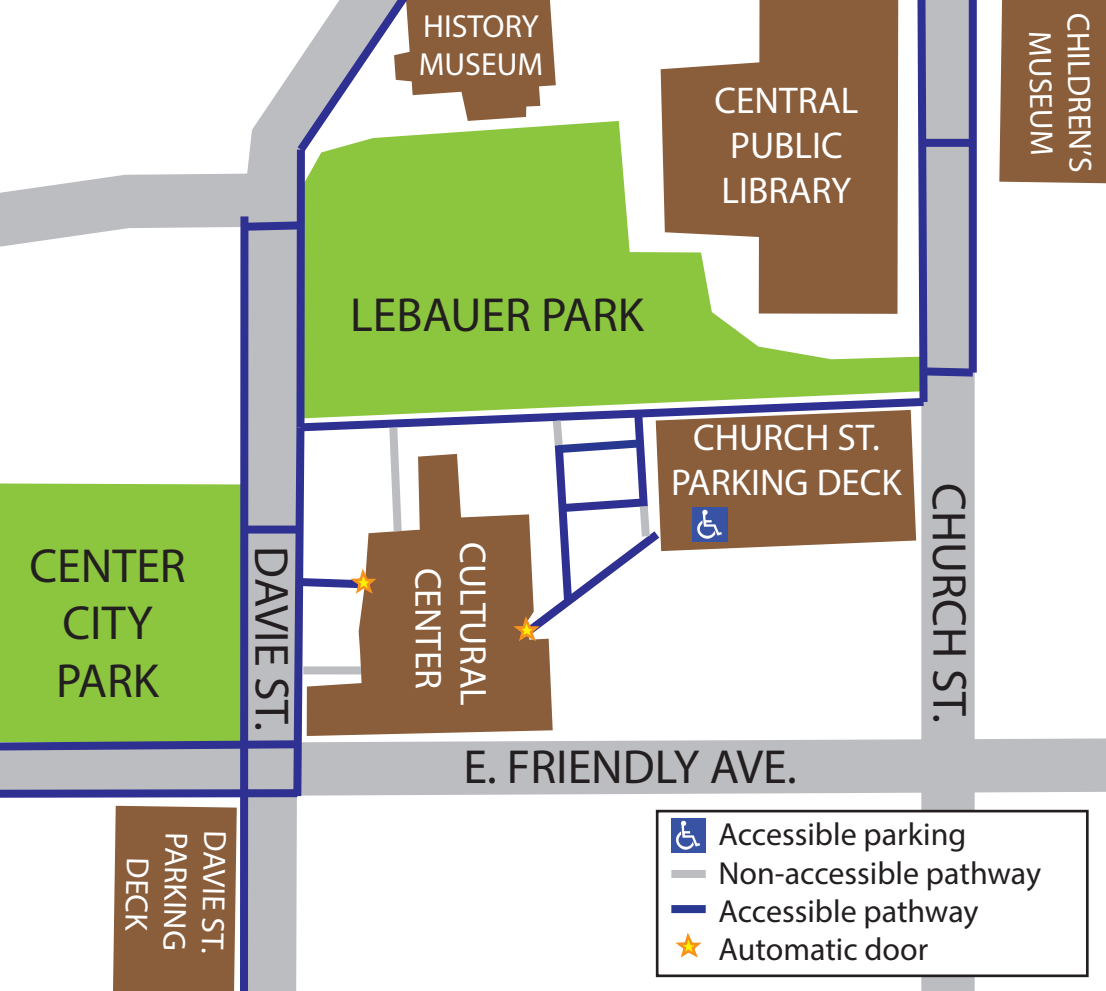 HISTORY
MUSEUM
CENTRAL
PUBLIC
LIBRARY
CHILDREN'S
MUSEUM
LEBAUER PARK
CHURCH ST.
PARKING DECK
CENTER
CITY
PARK
DAVIE ST.
CULTURAL
CENTER
CHURCH ST.
E. FRIENDLY AVE.
DAVIE ST.
PARKING
DECK
Accessible parking
Non-accessible pathway
Accessible pathway
Automatic door